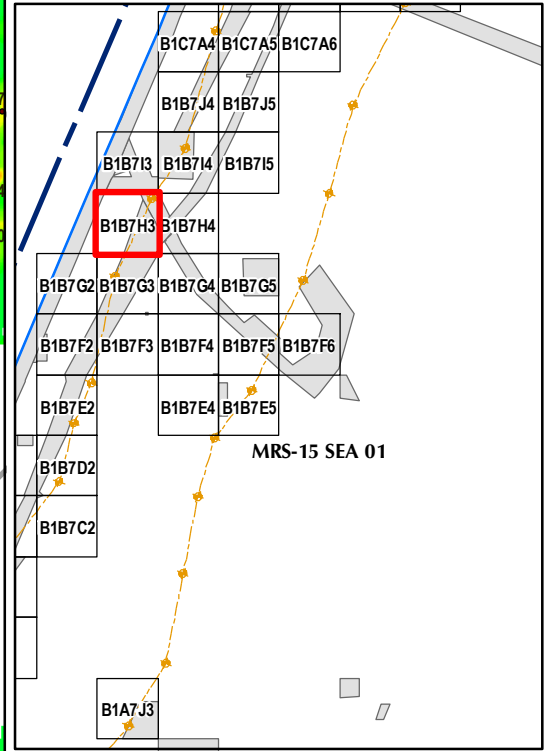 B1C7A4 B1C7A5 B1C7A6
B1B7J4 B1B7J5
B1B7I3 B1B7I4 B1B7I5
B1B7H3 B1B7H4
B1B7G2 B1B7G3 B1B7G4 B1B7G5
B1B7F2 B1B7F3 B1B7F4 B1B7F5 B1B7F6
B1B7E2 B1B7E4 B1B7E5
MRS-15 SEA 01
B1B7D2
B1B7C2
B1A7J3